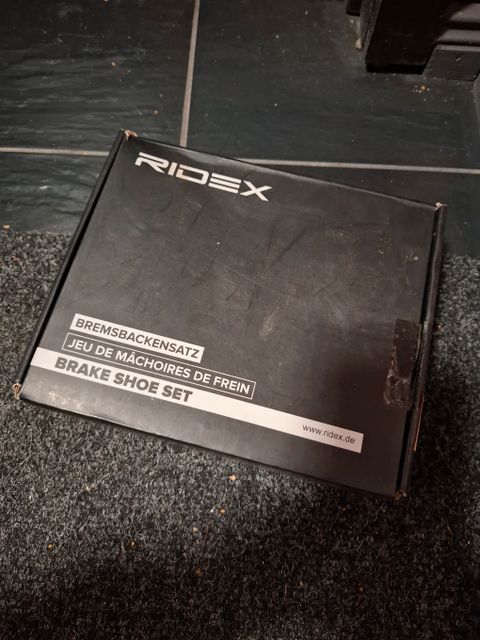 RIDEX
BREMSBACKENSATZ
JEU DE MÂCHOIRES DE FREIN
BRAKE SHOE SET
www.ridex.de